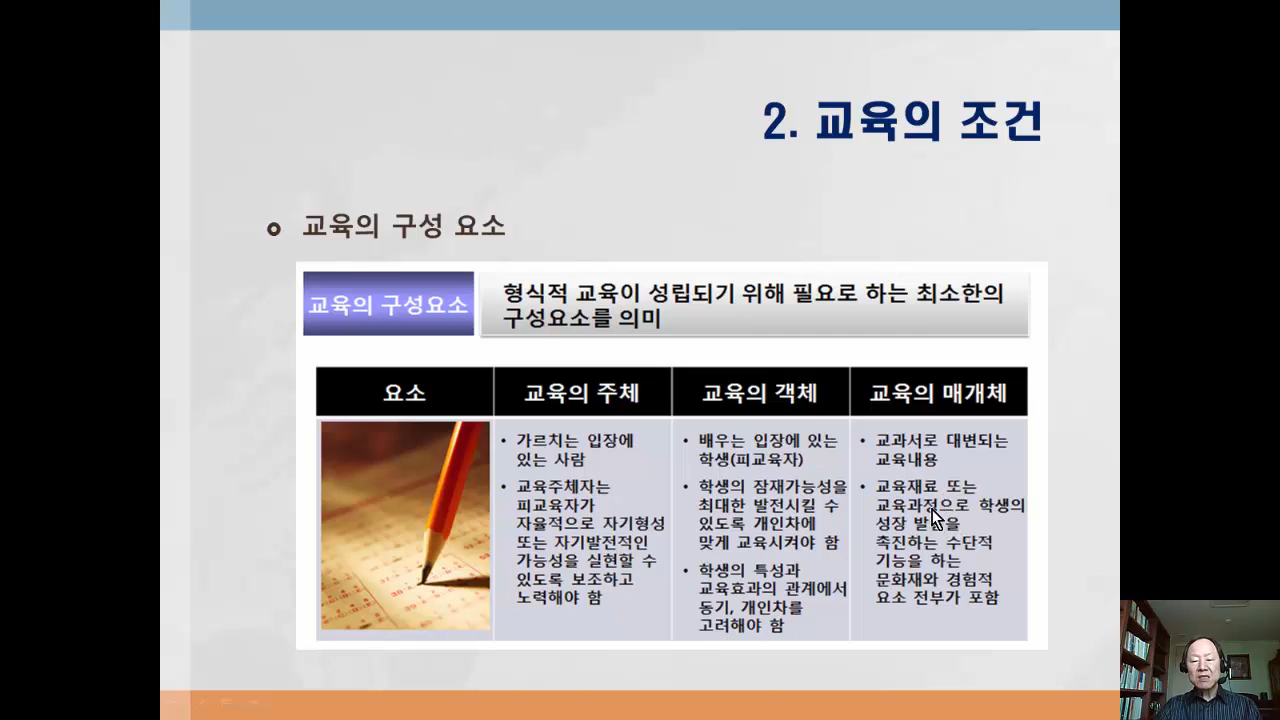 2. 교육의 조건
교육의 구성 요소
교육의 구성요소
형식적 교육이 성립되기 위해 필요로 하는 최소한의
구성요소를 의미
요소
교육의 주체
교육의 객체
교육의 매개체
• 가르치는 입장에
있는 사람
• 교육주체자는
피교육자가
자율적으로 자기형성
또는 자기발전적인
가능성을 실현할 수
있도록 보조하고
노력해야 함
• 배우는 입장에 있는
학생(피교육자)
• 학생의 잠재가능성을
최대한 발전시킬 수
있도록 개인차에
맞게 교육시켜야 함
• 학생의 특성과
교육효과의 관계에서
동기, 개인차를
고려해야 함
• 교과서로 대변되는
교육내용
• 교육재료 또는
교육과정으로 학생의
성장 발달을
촉진하는 수단적
기능을 하는
문화재와 경험적
요소 전부가 포함